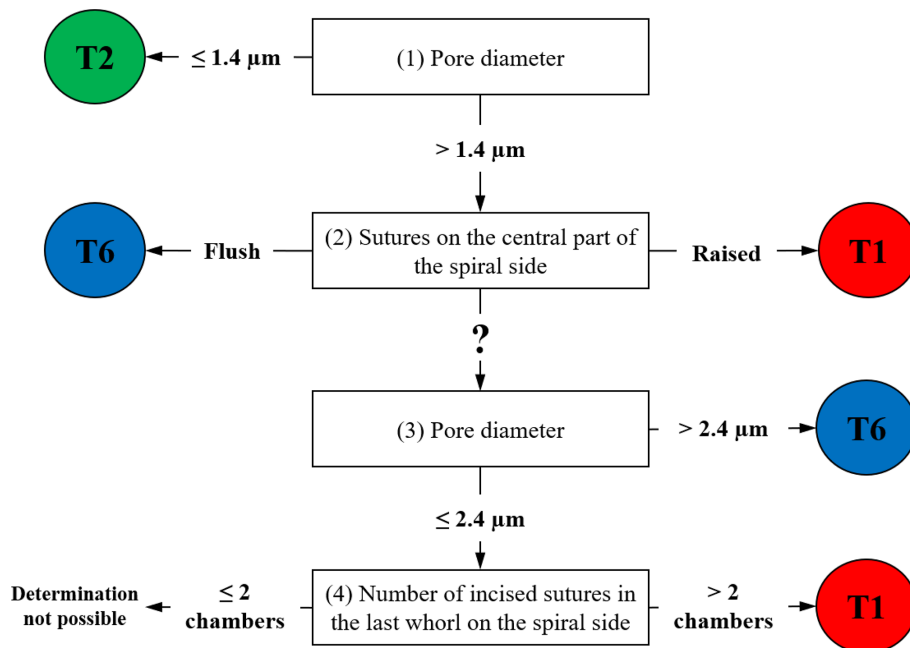 T2
≤ 1.4 µm
(1) Pore diameter
> 1.4 µm
T6
Flush
(2) Sutures on the central part of
the spiral side
Raised
T1
?
(3) Pore diameter
> 2.4 µm
T6
≤ 2.4 µm
Determination
not possible
≤ 2
chambers
(4) Number of incised sutures in
the last whorl on the spiral side
> 2
chambers
T1